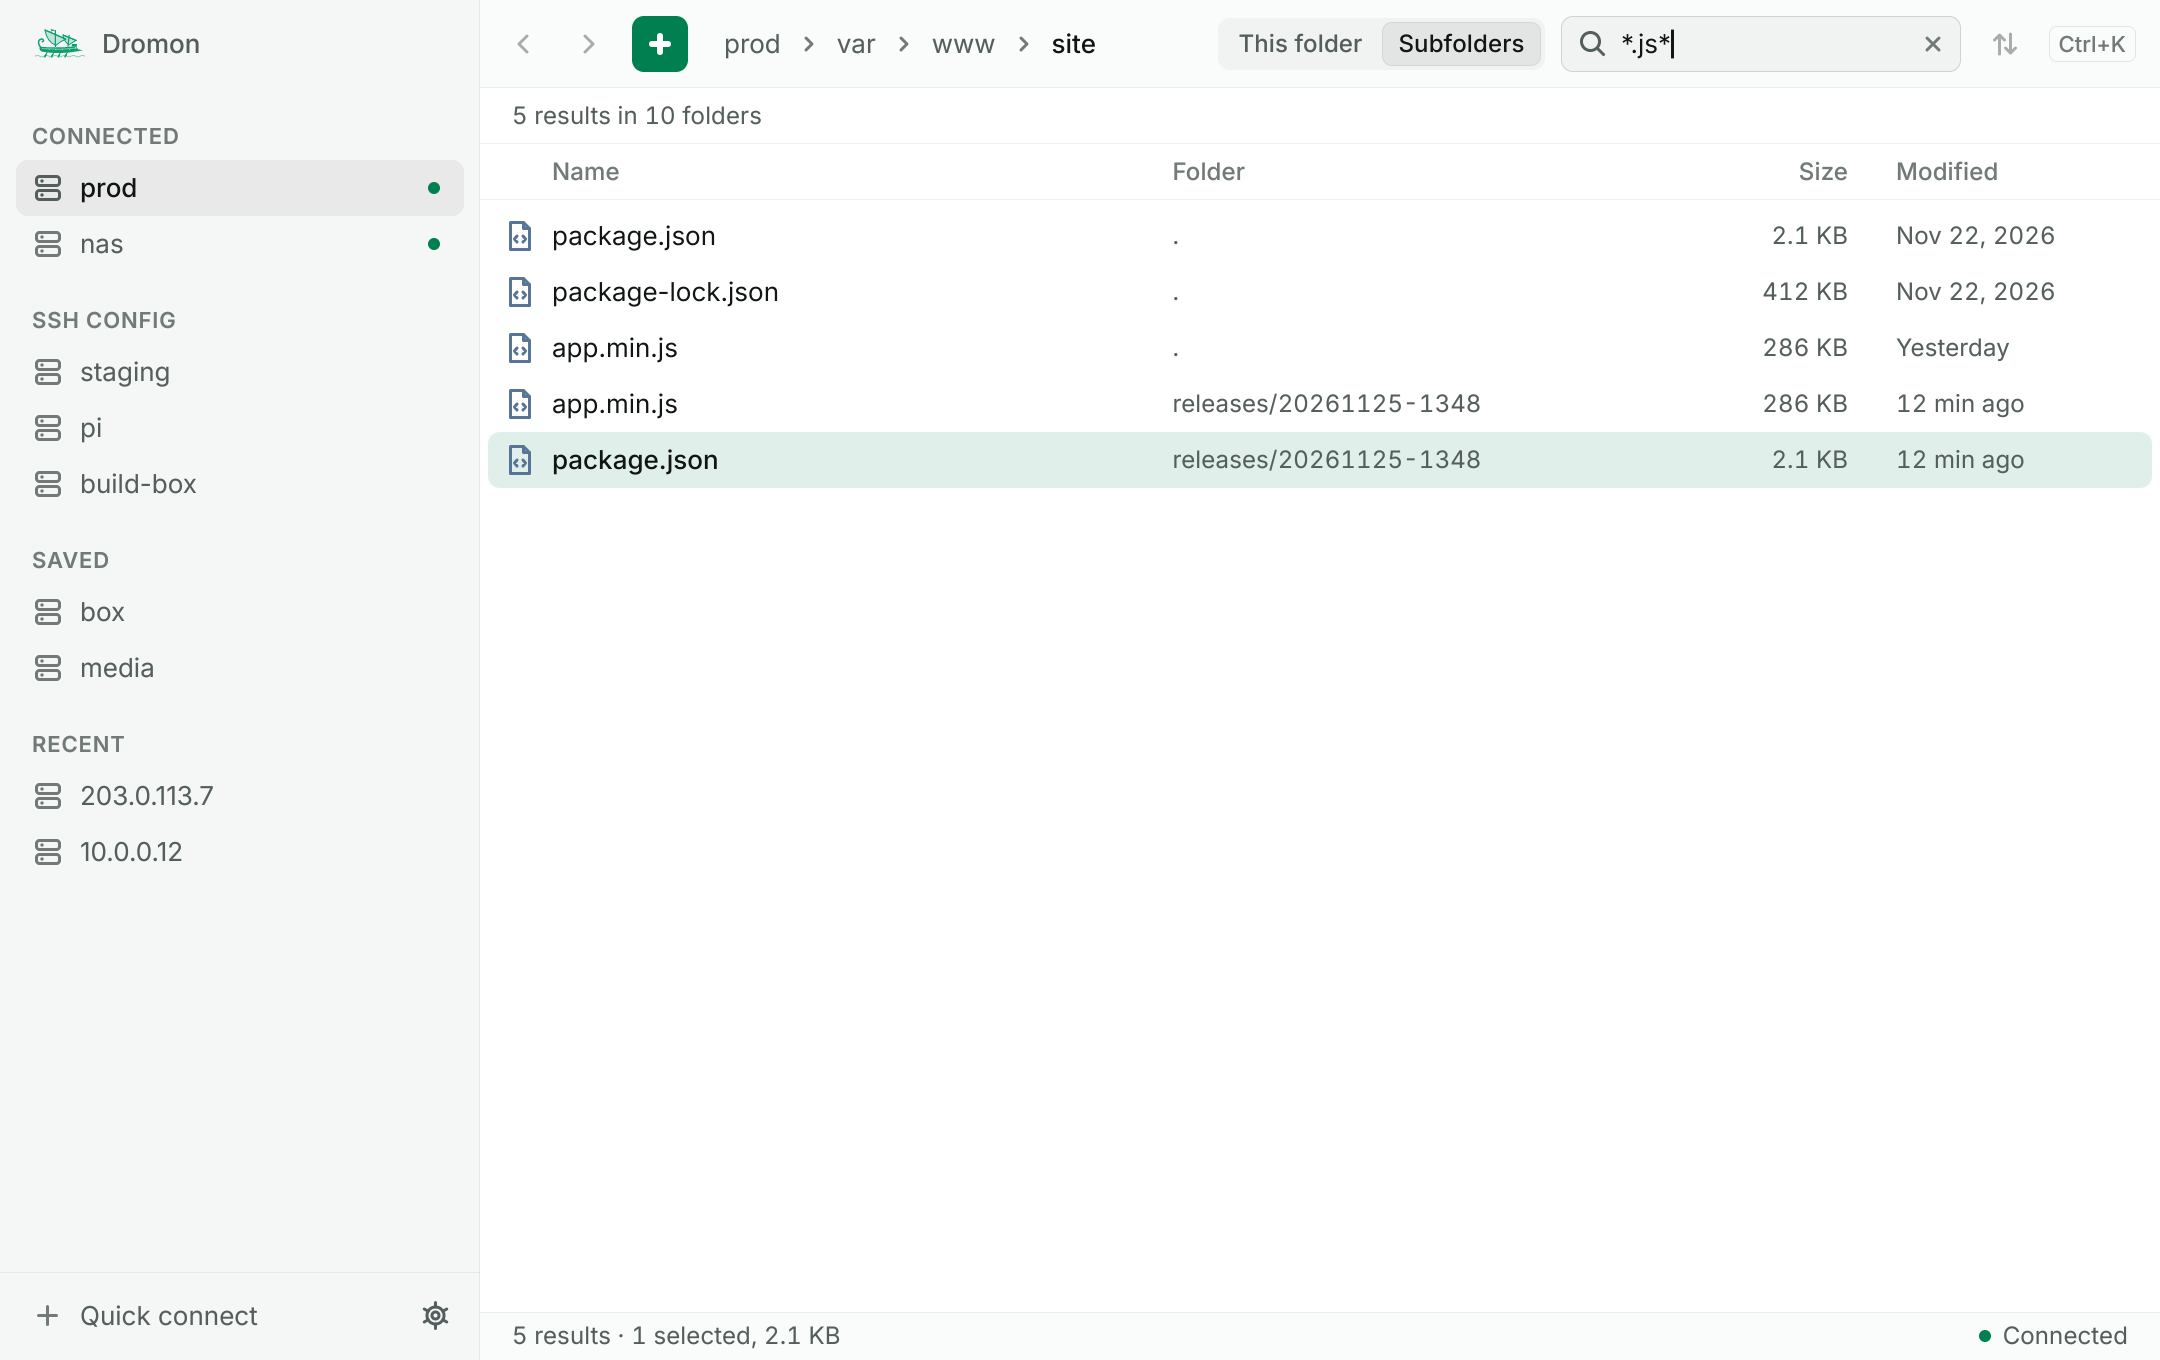 Dromon
CONNECTED
prod
nas
SSH CONFIG
staging
pi
build-box
SAVED
box
media
RECENT
203.0.113.7
10.0.0.12
Quick connect
prod > var > www > site
This folder Subfolders *.js* Ctrl+K
5 results in 10 folders
Name Folder Size Modified
package.json . 2.1 KB Nov 22, 2026
package-lock.json . 412 KB Nov 22, 2026
app.min.js . 286 KB Yesterday
app.min.js releases/20261125-1348 286 KB 12 min ago
package.json releases/20261125-1348 2.1 KB 12 min ago
5 results · 1 selected, 2.1 KB Connected